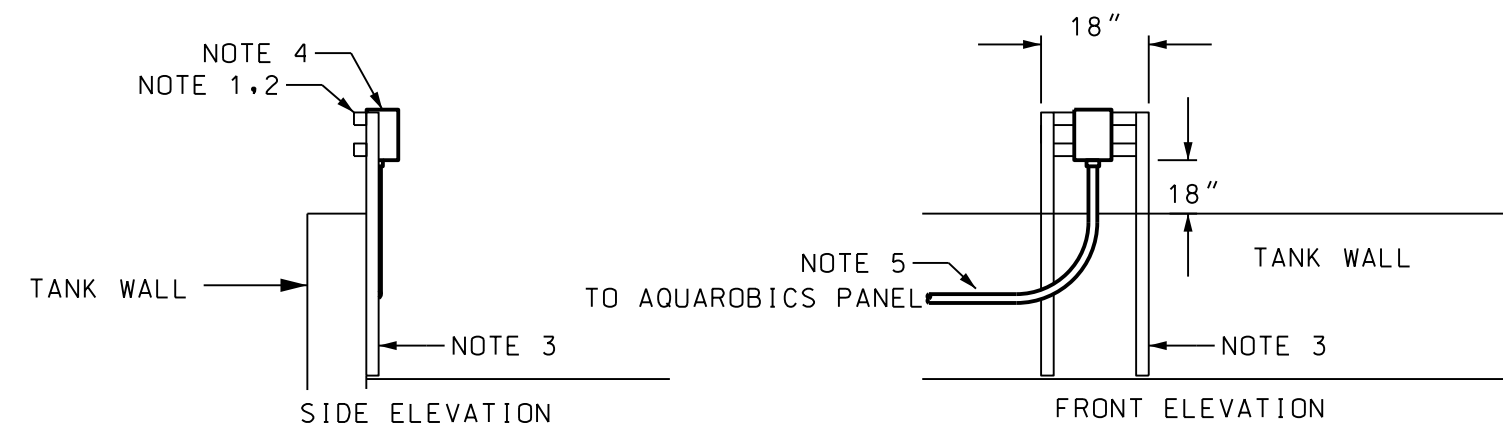 NOTE 4
NOTE 1,2
TANK WALL
NOTE 3
SIDE ELEVATION
18"
18"
TANK WALL
NOTE 5
TO AQUAROBICS PANEL
NOTE 3
FRONT ELEVATION